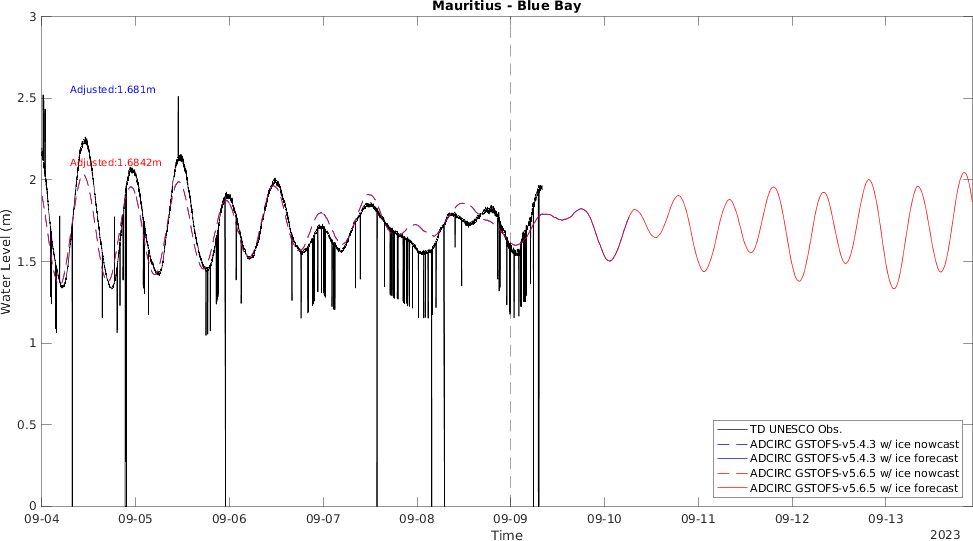 Mauritius - Blue Bay
3
2.5
2
1.5
1
0.5
0
Water Level (m)
Adjusted:1.681m
Adjusted:1.6842m
TD UNESCO Obs.
ADCIRC GSTOFS-v5.4.3 w/ ice nowcast
ADCIRC GSTOFS-v5.4.3 w/ ice forecast
ADCIRC GSTOFS-v5.6.5 w/ ice nowcast
ADCIRC GSTOFS-v5.6.5 w/ ice forecast
09-04 09-05 09-06 09-07 09-08 09-09 09-10 09-11 09-12 09-13
Time
2023